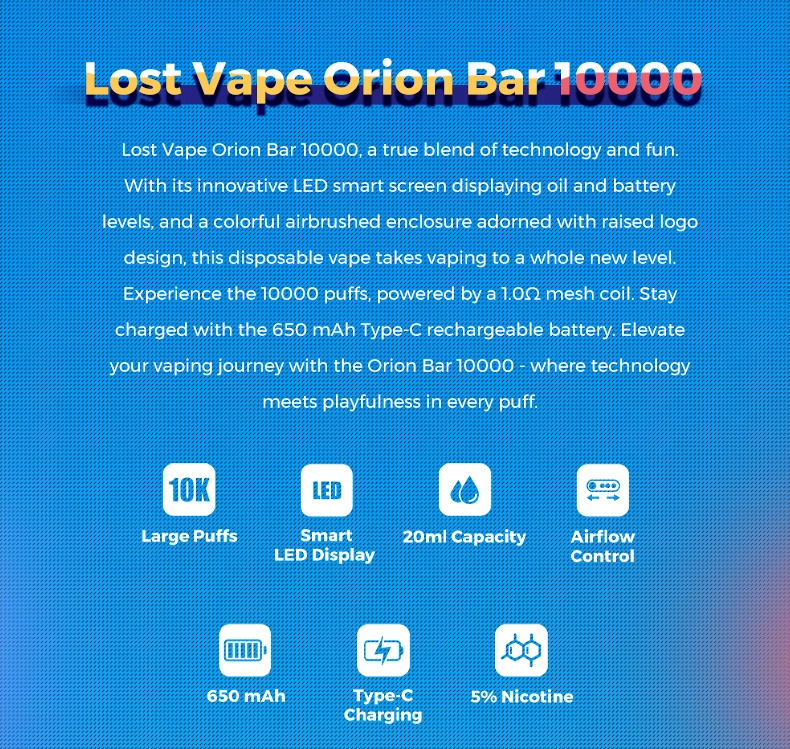 Lost Vape Orion Bar 10000
Lost Vape Orion Bar 10000, a true blend of technology and fun.
With its innovative LED smart screen displaying oil and battery
levels, and a colorful airbrushed enclosure adorned with raised logo
design, this disposable vape takes vaping to a whole new level.
Experience the 10000 puffs, powered by a 1.0Ω mesh coil. Stay
charged with the 650 mAh Type-C rechargeable battery. Elevate
your vaping journey with the Orion Bar 10000 - where technology
meets playfulness in every puff.
10K
LED
Large Puffs
Smart
LED Display
20ml Capacity
Airflow
Control
650 mAh
Type-C
Charging
5% Nicotine